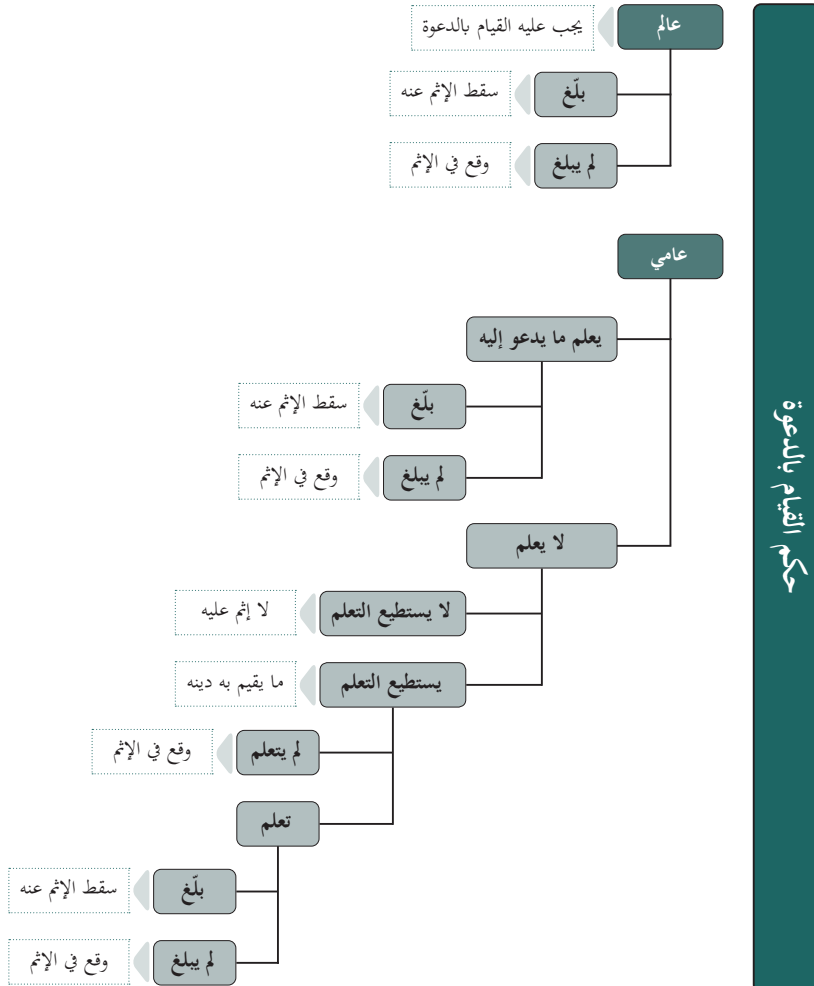 حكم القيام بالدعوة
عالم
يجب عليه القيام بالدعوة
بلّغ
سقط الإثم عنه
لم يبلغ
وقع في الإثم
عامي
يعلم ما يدعو إليه
بلّغ
سقط الإثم عنه
لم يبلغ
وقع في الإثم
لا يعلم
لا يستطيع التعلم
لا إثم عليه
يستطيع التعلم
ما يقيم به دينه
لم يتعلم
وقع في الإثم
تعلم
بلّغ
سقط الإثم عنه
لم يبلغ
وقع في الإثم